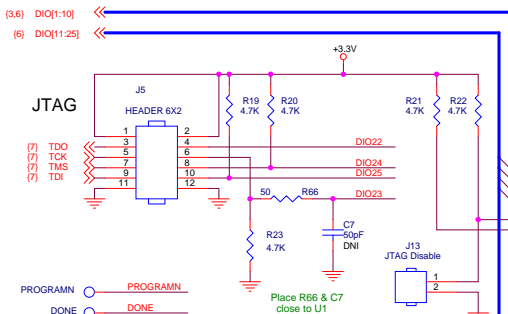 {3,6} DIO[1:10]
{6} DIO[11:25]
+3.3V
JTAG
J5
HEADER 6X2
R19
4.7K
R20
4.7K
R21
4.7K
R22
4.7K
1 2
3 4
5 6
7 8
9 10
11 12
{7} TDO
{7} TCK
{7} TMS
{7} TDI
DIO22
DIO24
DIO25
50 R66 DIO23
R23
4.7K
C7
50pF
DNI
J13
JTAG Disable
1
2
PROGRAMN PROGRAMN
DONE DONE
Place R66 & C7
close to U1